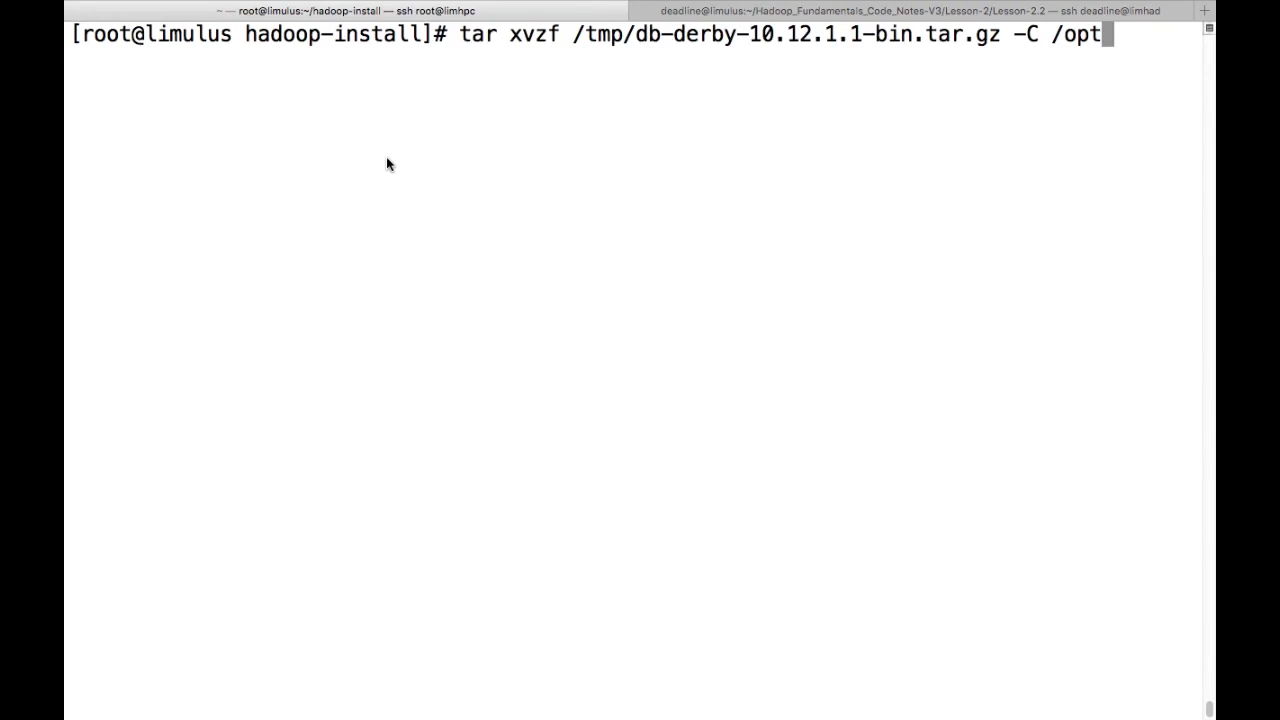 ~ — root@limulus:~/hadoop-install — ssh root@limhpc
deadline@limulus:~/Hadoop_Fundamentals_Code_Notes-V3/Lesson-2/Lesson-2.2 — ssh deadline@limhad
[root@limulus hadoop-install]# tar xvzf /tmp/db-derby-10.12.1.1-bin.tar.gz -C /opt